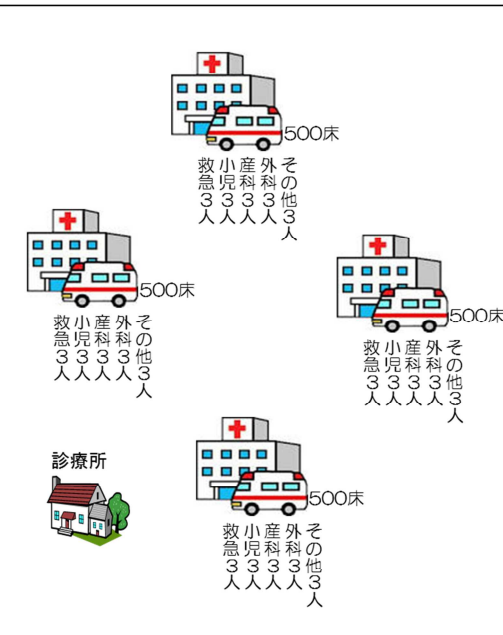 500床
救急3人
小児3人
産科3人
外科3人
その他3人
500床
救急3人
小児3人
産科3人
外科3人
その他3人
500床
救急3人
小児3人
産科3人
外科3人
その他3人
診療所
500床
救急3人
小児3人
産科3人
外科3人
その他3人